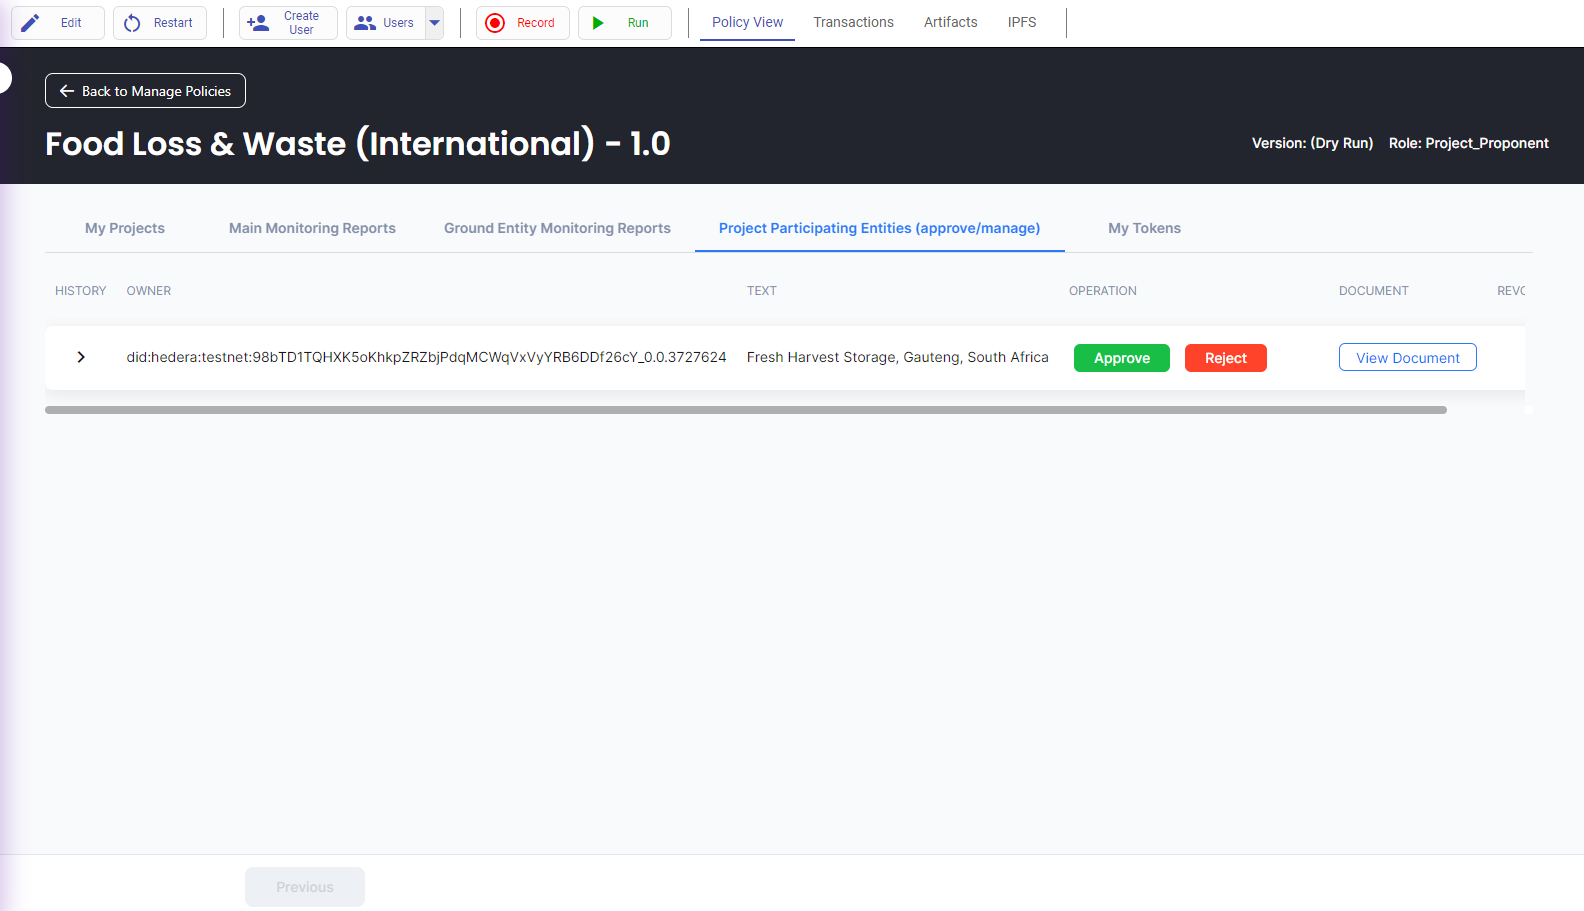 Edit
Restart
Create
User
Users
Record
Run
Policy View
Transactions
Artifacts
IPFS
Back to Manage Policies
Food Loss & Waste (International) - 1.0
Version: (Dry Run)
Role: Project_Proponent
My Projects
Main Monitoring Reports
Ground Entity Monitoring Reports
Project Participating Entities (approve/manage)
My Tokens
HISTORY
OWNER
TEXT
OPERATION
DOCUMENT
did:hedera:testnet:98bTD1TQHXK5oKhkpZRZbjPdqMCWqVxVyYRB6DDf26cY_0.0.3727624
Fresh Harvest Storage, Gauteng, South Africa
Approve
Reject
View Document
Previous